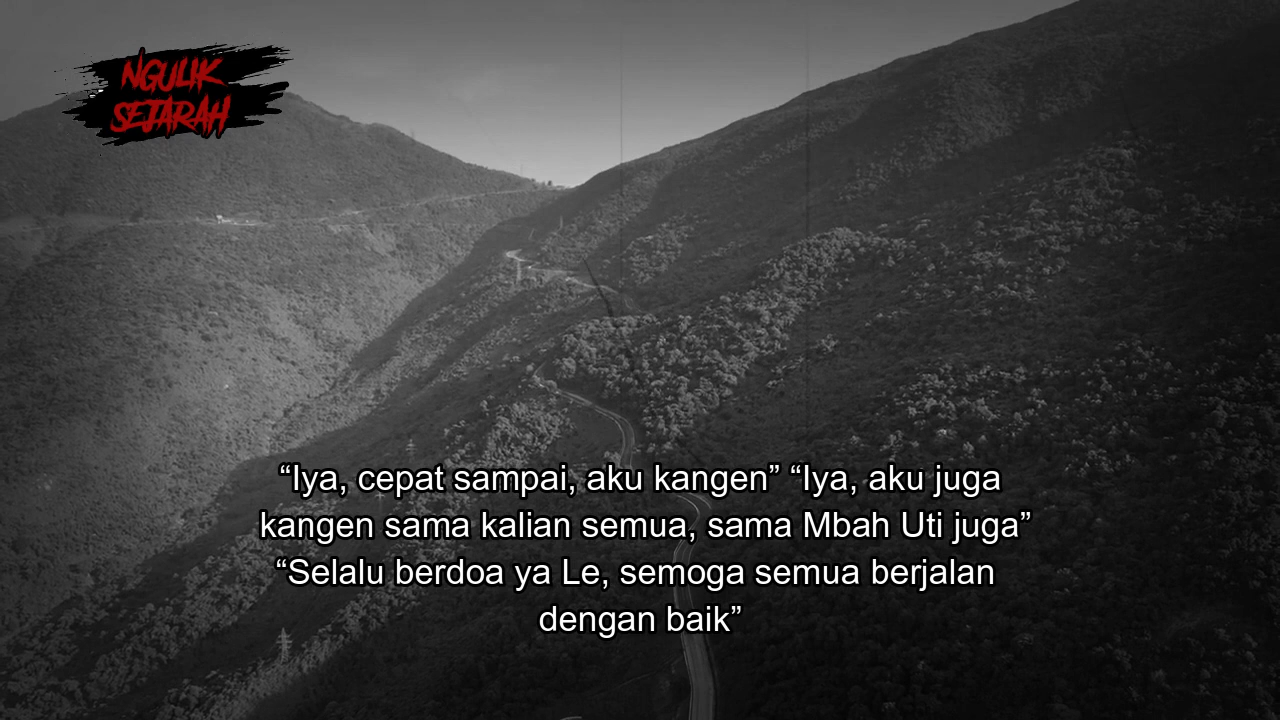 NGULIK
SEJARAH
“Iya, cepat sampai, aku kangen” “Iya, aku juga
kangen sama kalian semua, sama Mbah Uti juga”
“Selalu berdoa ya Le, semoga semua berjalan
dengan baik”